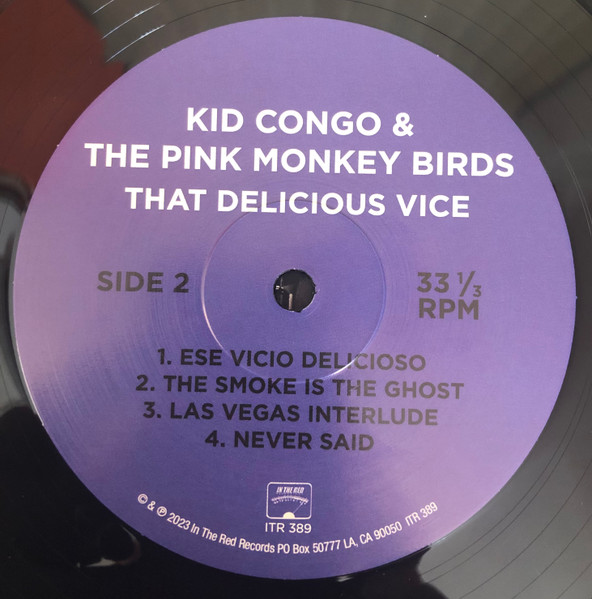 KID CONGO &
THE PINK MONKEY BIRDS
THAT DELICIOUS VICE
SIDE 2
33 1/3
RPM
1. ESE VICIO DELICIOSO
2. THE SMOKE IS THE GHOST
3. LAS VEGAS INTERLUDE
4. NEVER SAID
IN THE RED
ITR 389
© & ℗ 2023 In The Red Records PO Box 50777 LA, CA 90050 ITR 389